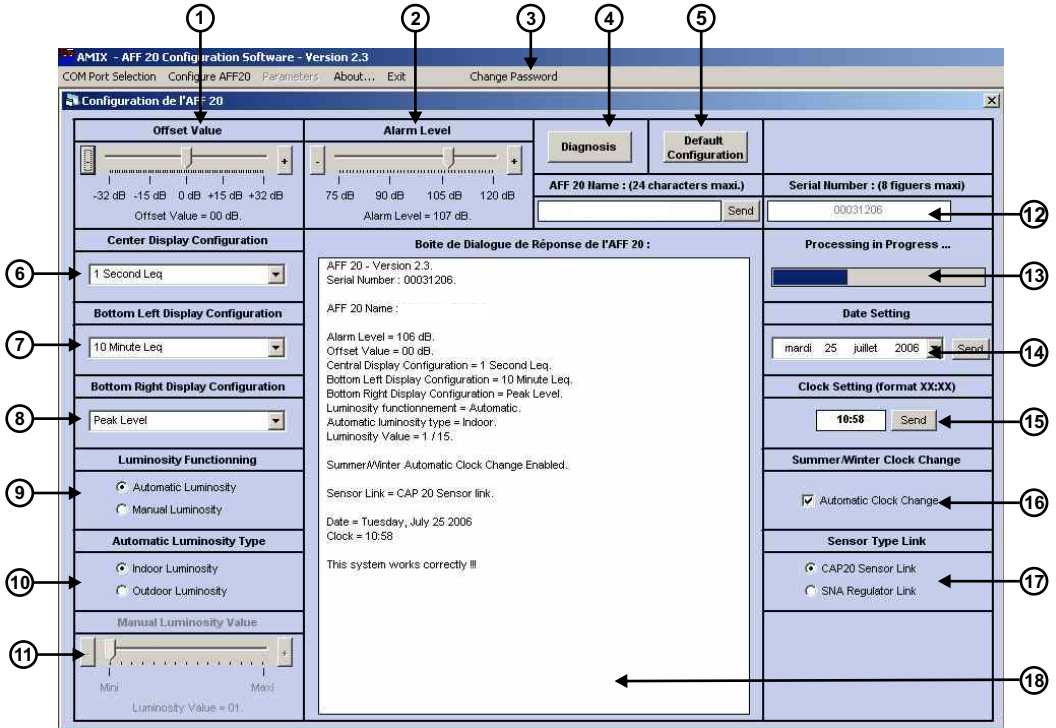 1 2 3 4 5
AMIX - AFF 20 Configuration Software - Version 2.3
COM Port Selection Configure AFF20 Parameters About... Exit Change Password
Configuration de l'AFF 20
Offset Value
- +
-32 dB -15 dB 0 dB +15 dB +32 dB
Offset Value = 00 dB.
Alarm Level
- +
75 dB 90 dB 105 dB 120 dB
Alarm Level = 107 dB.
Diagnosis
Default
Configuration
AFF 20 Name : (24 characters maxi.)
Send
Serial Number : (8 figuers maxi)
00031206
12
Center Display Configuration
6
1 Second Leq
Bottom Left Display Configuration
7
10 Minute Leq
Bottom Right Display Configuration
8
Peak Level
Luminosity Functionning
9
Automatic Luminosity
Manual Luminosity
Automatic Luminosity Type
10
Indoor Luminosity
Outdoor Luminosity
Manual Luminosity Value
11
- +
Mini Maxi
Luminosity Value = 01.
Boite de Dialogue de Réponse de l'AFF 20 :
AFF 20 - Version 2.3.
Serial Number : 00031206.
AFF 20 Name :
Alarm Level = 106 dB.
Offset Value = 00 dB.
Central Display Configuration = 1 Second Leq.
Bottom Left Display Configuration = 10 Minute Leq.
Bottom Right Display Configuration = Peak Level.
Luminosity functionnement = Automatic.
Automatic luminosity type = Indoor.
Luminosity Value = 1 / 15.
Summer/Winter Automatic Clock Change Enabled.
Sensor Link = CAP 20 Sensor link.
Date = Tuesday, July 25 2006
Clock = 10:58
This system works correctly !!!
18
Processing in Progress ...
13
Date Setting
mardi 25 juillet 2006 Send
14
Clock Setting (format XX:XX)
10:58 Send
15
Summer/Winter Clock Change
Automatic Clock Change
16
Sensor Type Link
CAP20 Sensor Link
SNA Regulator Link
17